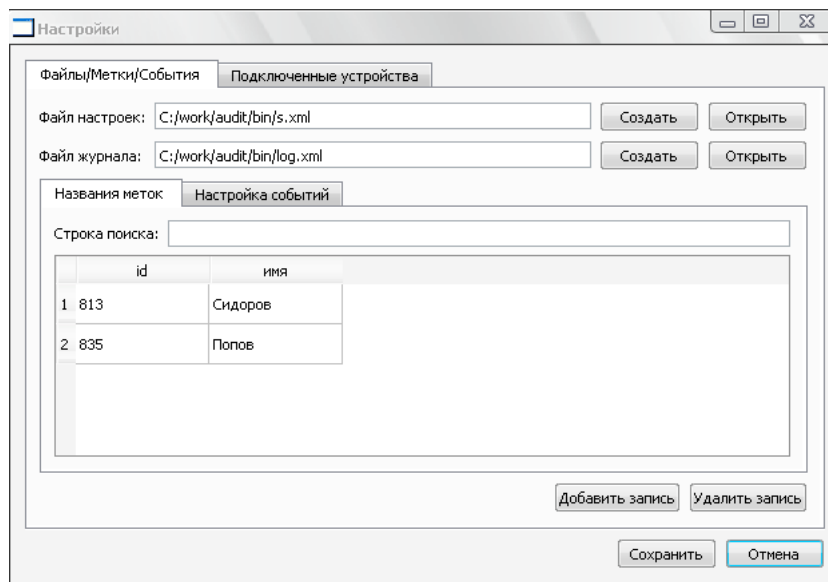 Настройки
Файлы/Метки/События Подключенные устройства
Файл настроек: C:/work/audit/bin/s.xml Создать Открыть
Файл журнала: C:/work/audit/bin/log.xml Создать Открыть
Названия меток Настройка событий
Строка поиска:
id имя
1 813 Сидоров
2 835 Попов
Добавить запись Удалить запись
Сохранить Отмена